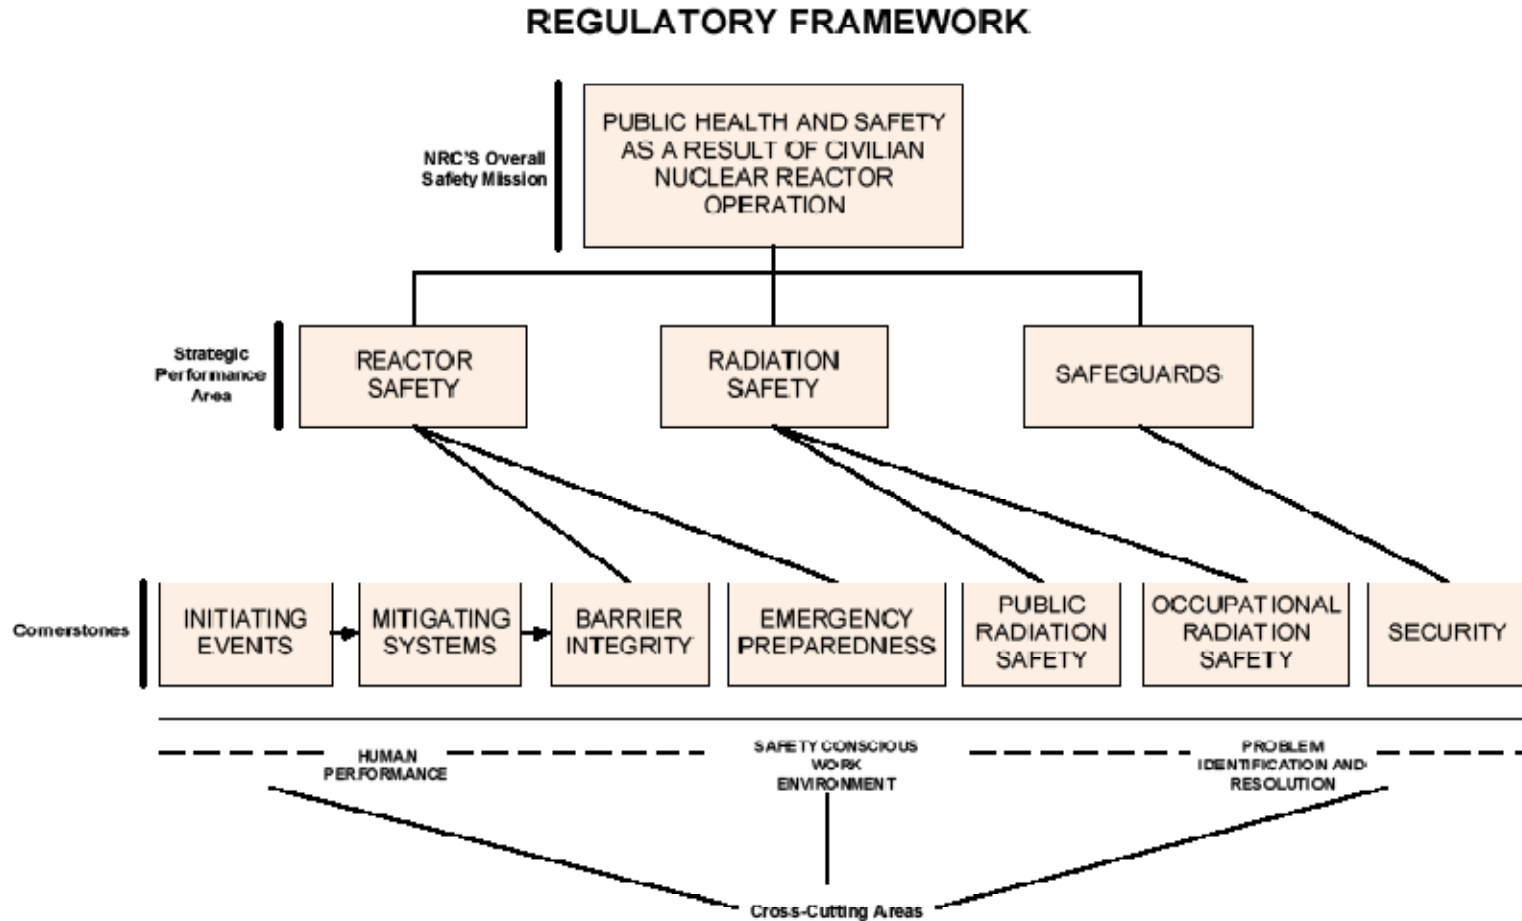 REGULATORY FRAMEWORK
PUBLIC HEALTH AND SAFETY
AS A RESULT OF CIVILIAN
NUCLEAR REACTOR
OPERATION
NRC'S Overall
Safety Mission
Strategic
Performance
Area
REACTOR
SAFETY
RADIATION
SAFETY
SAFEGUARDS
Cornerstones
INITIATING
EVENTS
MITIGATING
SYSTEMS
BARRIER
INTEGRITY
EMERGENCY
PREPAREDNESS
PUBLIC
RADIATION
SAFETY
OCCUPATIONAL
RADIATION
SAFETY
SECURITY
HUMAN
PERFORMANCE
SAFETY CONSCIOUS
WORK
ENVIRONMENT
PROBLEM
IDENTIFICATION AND
RESOLUTION
Cross-Cutting Areas